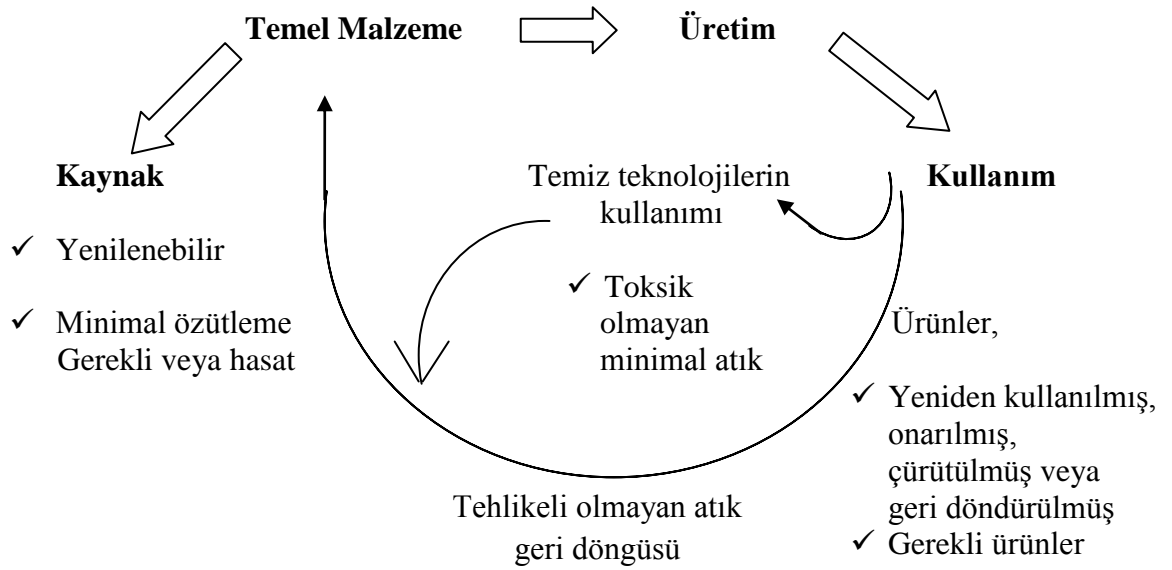 Temel Malzeme
Üretim
Kaynak
✓ Yenilenebilir
✓ Minimal özütleme
Gerekli veya hasat
Temiz teknolojilerin
kullanımı
✓ Toksik
olmayan
minimal atık
Kullanım
Ürünler,
✓ Yeniden kullanılmış,
onarılmış,
çürütülmüş veya
geri döndürülmüş
✓ Gerekli ürünler
Tehlikeli olmayan atık
geri döngüsü